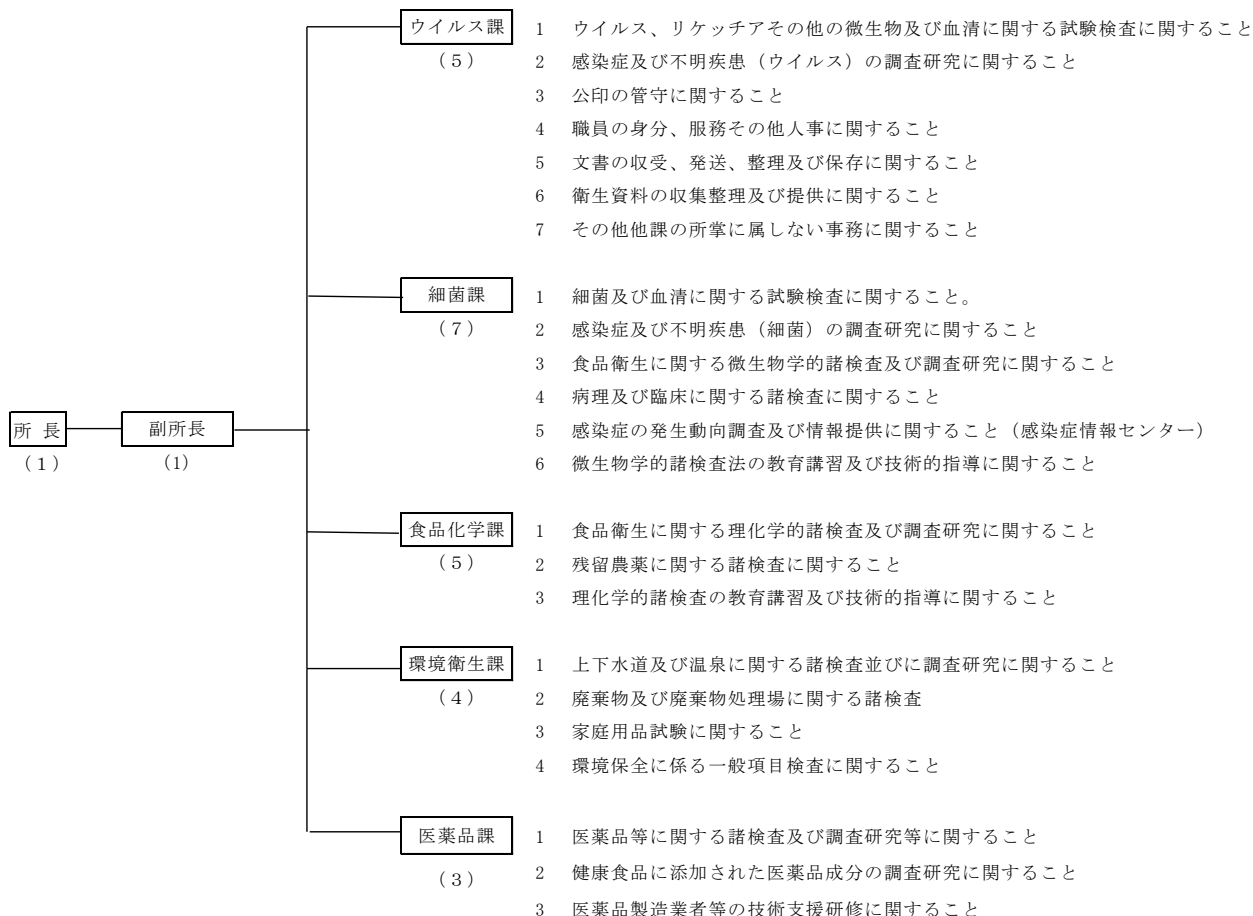 ウイルス課
(5)
1 ウイルス、リケッチアその他の微生物及び血清に関する試験検査に関すること
2 感染症及び不明疾患（ウイルス）の調査研究に関すること
3 公印の管守に関すること
4 職員の身分、服務その他人事に関すること
5 文書の収受、発送、整理及び保存に関すること
6 衛生資料の収集整理及び提供に関すること
7 その他他課の所掌に属しない事務に関すること
細菌課
(7)
1 細菌及び血清に関する試験検査に関すること。
2 感染症及び不明疾患（細菌）の調査研究に関すること
3 食品衛生に関する微生物学的諸検査及び調査研究に関すること
4 病理及び臨床に関する諸検査に関すること
5 感染症の発生動向調査及び情報提供に関すること（感染症情報センター）
6 微生物学的諸検査法の教育講習及び技術的指導に関すること
所 長
(1)
副所長
(1)
食品化学課
(5)
1 食品衛生に関する理化学的諸検査及び調査研究に関すること
2 残留農薬に関する諸検査に関すること
3 理化学的諸検査の教育講習及び技術的指導に関すること
環境衛生課
(4)
1 上下水道及び温泉に関する諸検査並びに調査研究に関すること
2 廃棄物及び廃棄物処理場に関する諸検査
3 家庭用品試験に関すること
4 環境保全に係る一般項目検査に関すること
医薬品課
(3)
1 医薬品等に関する諸検査及び調査研究等に関すること
2 健康食品に添加された医薬品成分の調査研究に関すること
3 医薬品製造業者等の技術支援研修に関すること